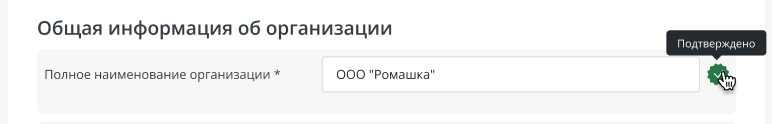 Общая информация об организации
Подтверждено
Полное наименование организации *
ООО "Ромашка"